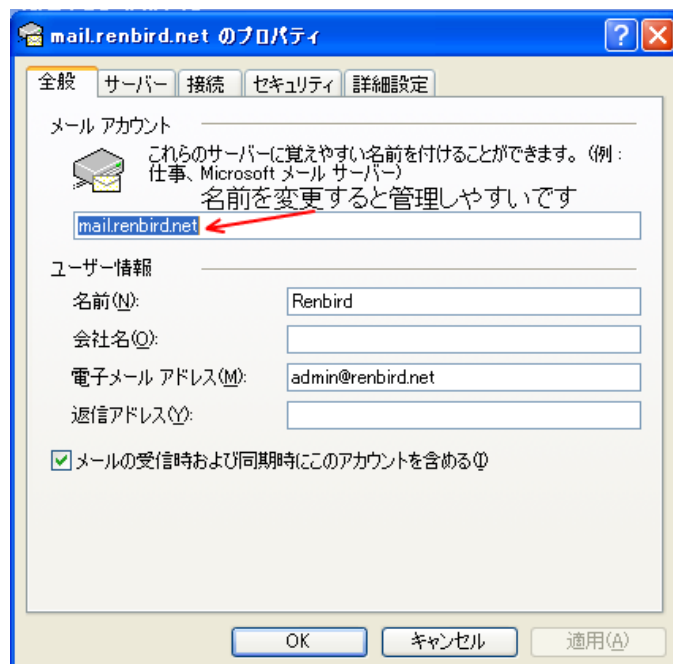 mail.renbird.net のプロパティ
全般 サーバー 接続 セキュリティ 詳細設定
メール アカウント
これらのサーバーに覚えやすい名前を付けることができます。(例:
仕事、Microsoft メール サーバー)
名前を変更すると管理しやすいです
mail.renbird.net
ユーザー情報
名前(N): Renbird
会社名(O):
電子メール アドレス(M): admin@renbird.net
返信アドレス(Y):
メールの受信時および同期時にこのアカウントを含める(I)
OK キャンセル 適用(A)